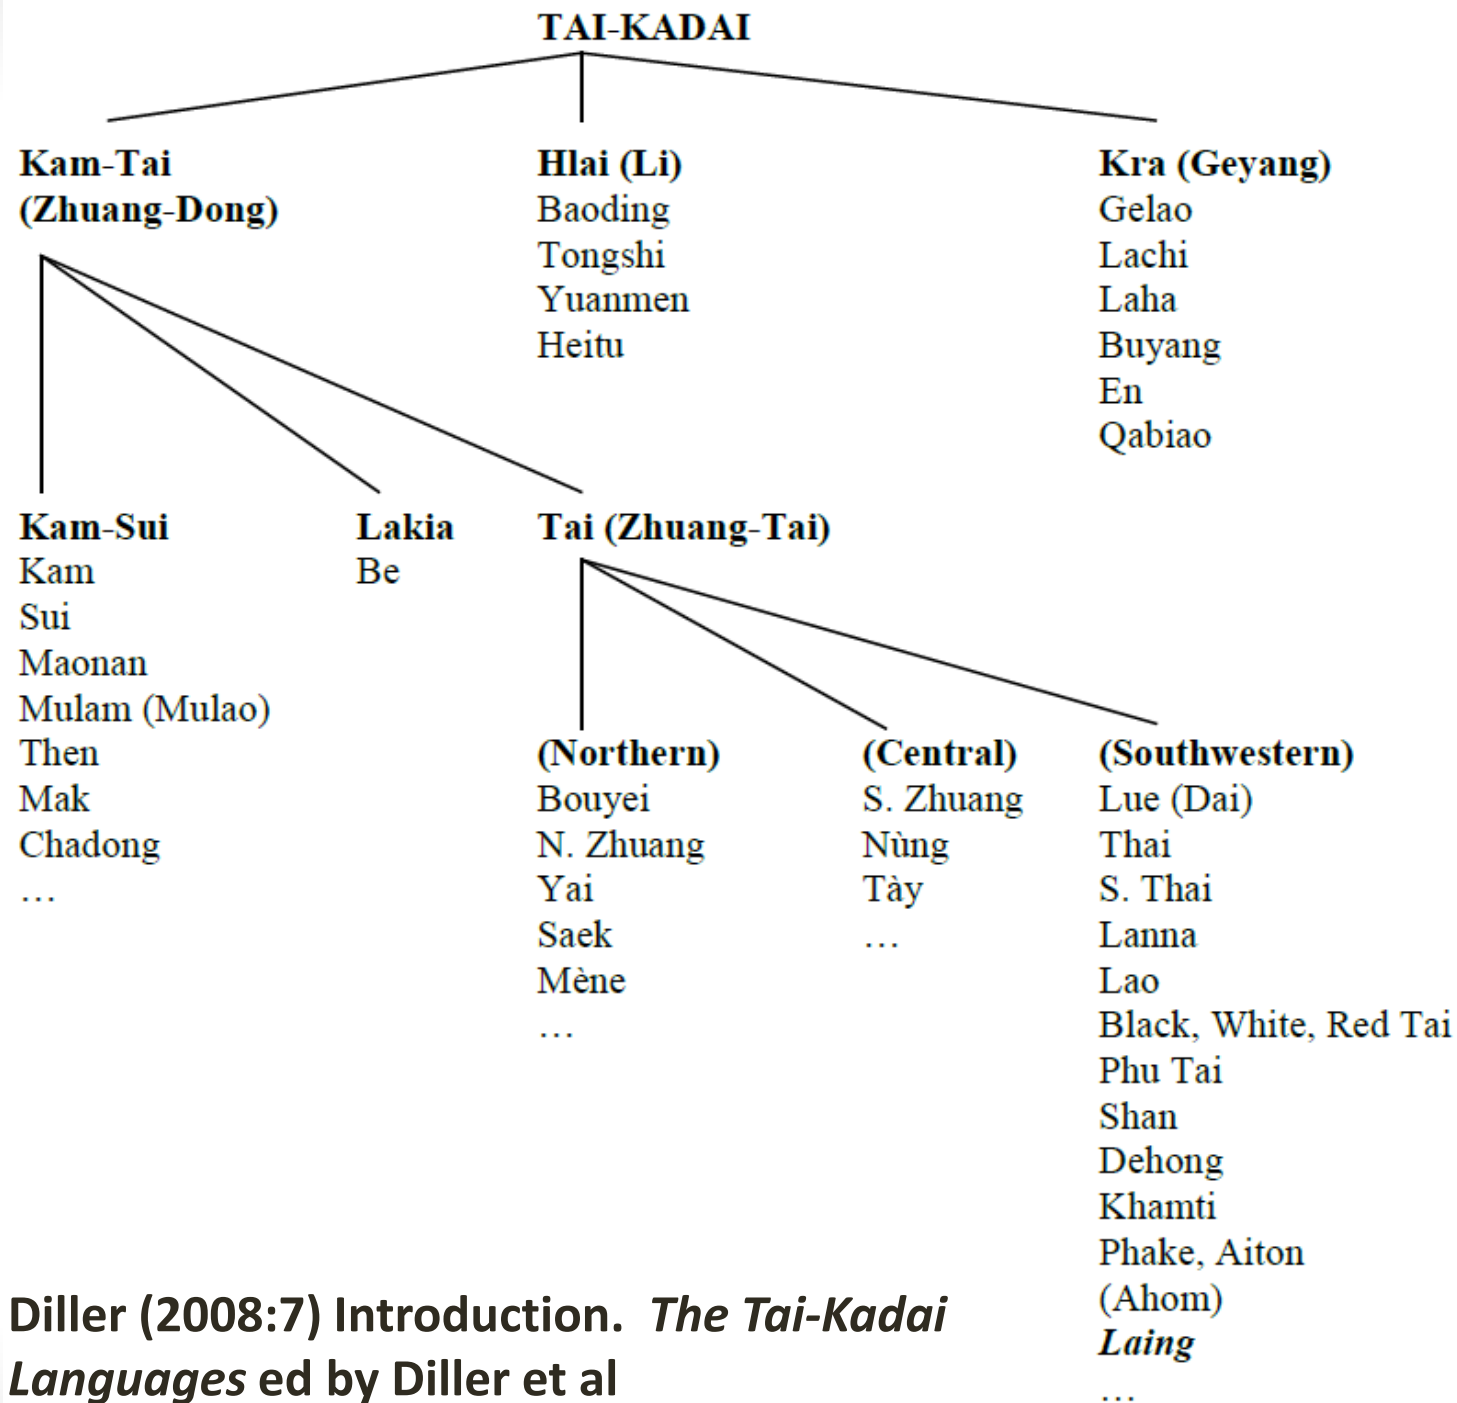 TAI-KADAI
Kam-Tai
(Zhuang-Dong)
Hlai (Li)
Baoding
Tongshi
Yuanmen
Heitu
Kra (Geyang)
Gelao
Lachi
Laha
Buyang
En
Qabiao
Kam-Sui
Kam
Sui
Maonan
Mulam (Mulao)
Then
Mak
Chadong
…
Lakia
Be
Tai (Zhuang-Tai)
(Northern)
Bouyei
N. Zhuang
Yai
Saek
Mène
…
(Central)
S. Zhuang
Nùng
Tày
…
(Southwestern)
Lue (Dai)
Thai
S. Thai
Lanna
Lao
Black, White, Red Tai
Phu Tai
Shan
Dehong
Khamti
Phake, Aiton
(Ahom)
Laing
…
Diller (2008:7) Introduction. The Tai-Kadai
Languages ed by Diller et al